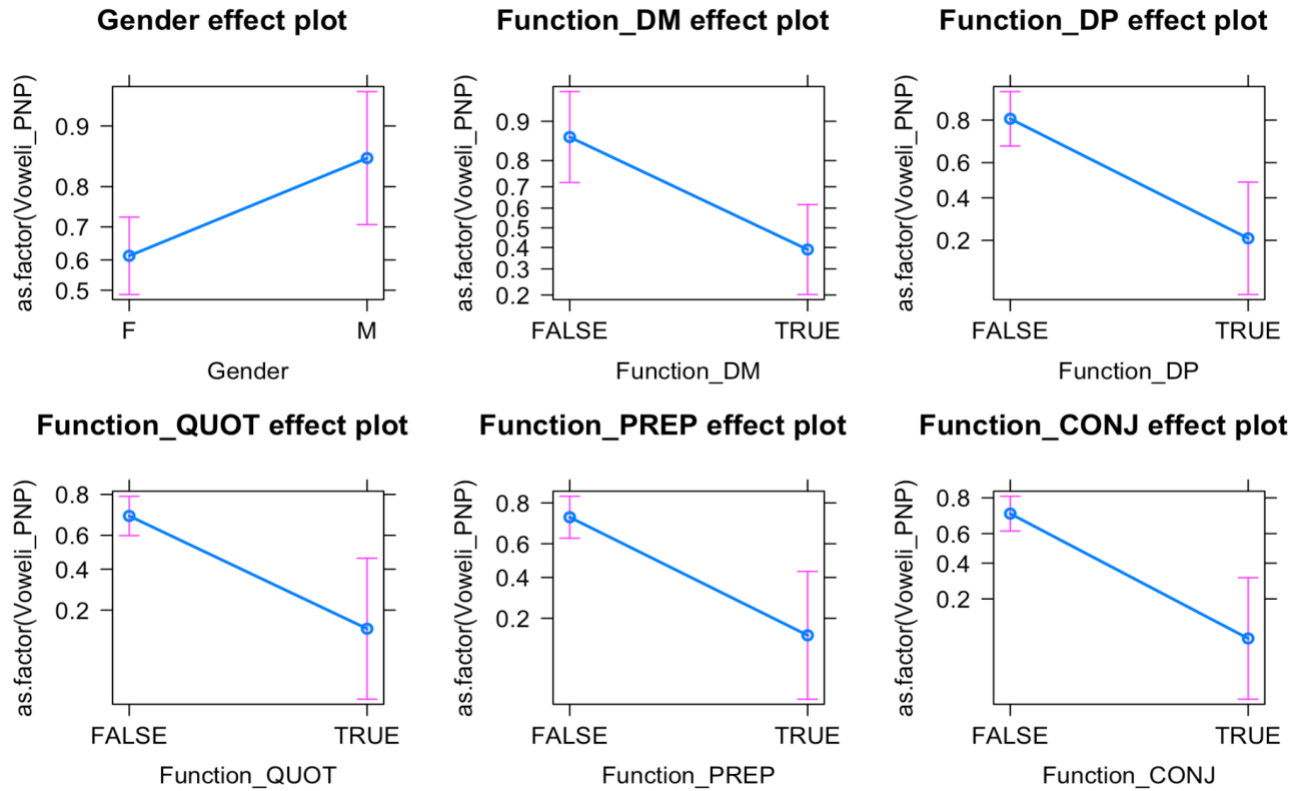 Gender effect plot
as.factor(Voweli_PNP)
0.9
0.8
0.7
0.6
0.5
F M
Gender
Function_DM effect plot
as.factor(Voweli_PNP)
0.9
0.8
0.7
0.6
0.5
0.4
0.3
0.2
FALSE TRUE
Function_DM
Function_DP effect plot
as.factor(Voweli_PNP)
0.8
0.6
0.4
0.2
FALSE TRUE
Function_DP
Function_QUOT effect plot
as.factor(Voweli_PNP)
0.8
0.6
0.4
0.2
FALSE TRUE
Function_QUOT
Function_PREP effect plot
as.factor(Voweli_PNP)
0.8
0.6
0.4
0.2
FALSE TRUE
Function_PREP
Function_CONJ effect plot
as.factor(Voweli_PNP)
0.8
0.6
0.4
0.2
FALSE TRUE
Function_CONJ